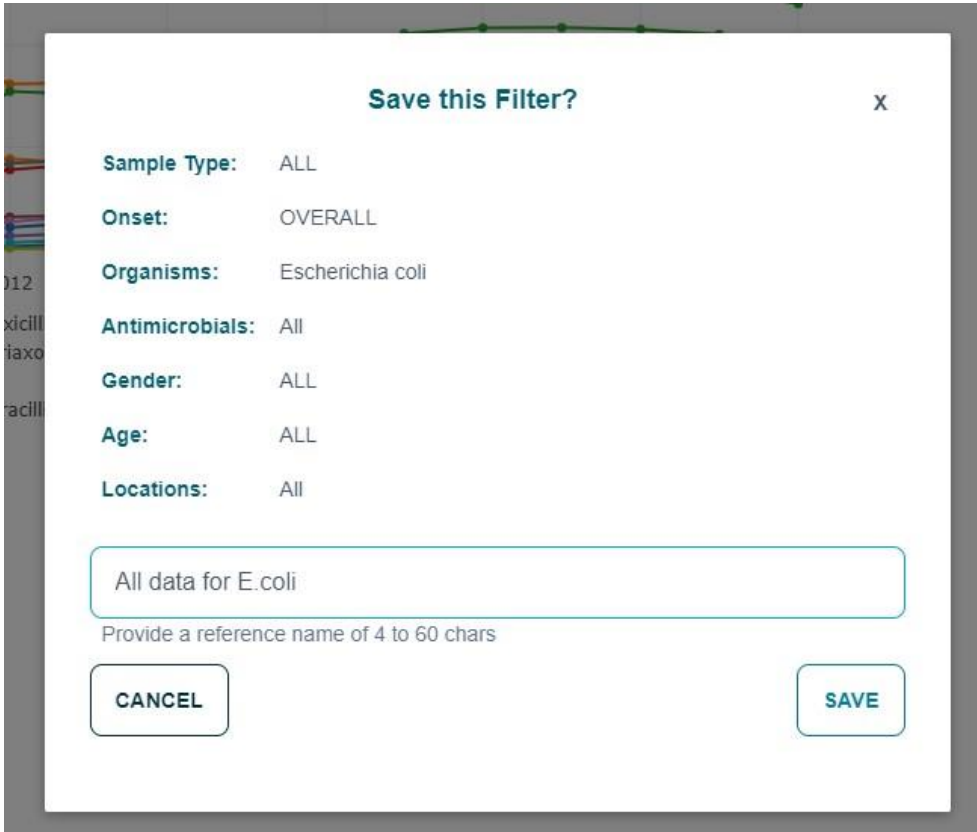 Save this Filter?
X
Sample Type: ALL
Onset: OVERALL
Organisms: Escherichia coli
Antimicrobials: All
Gender: ALL
Age: ALL
Locations: All
All data for E.coli
Provide a reference name of 4 to 60 chars
CANCEL
SAVE